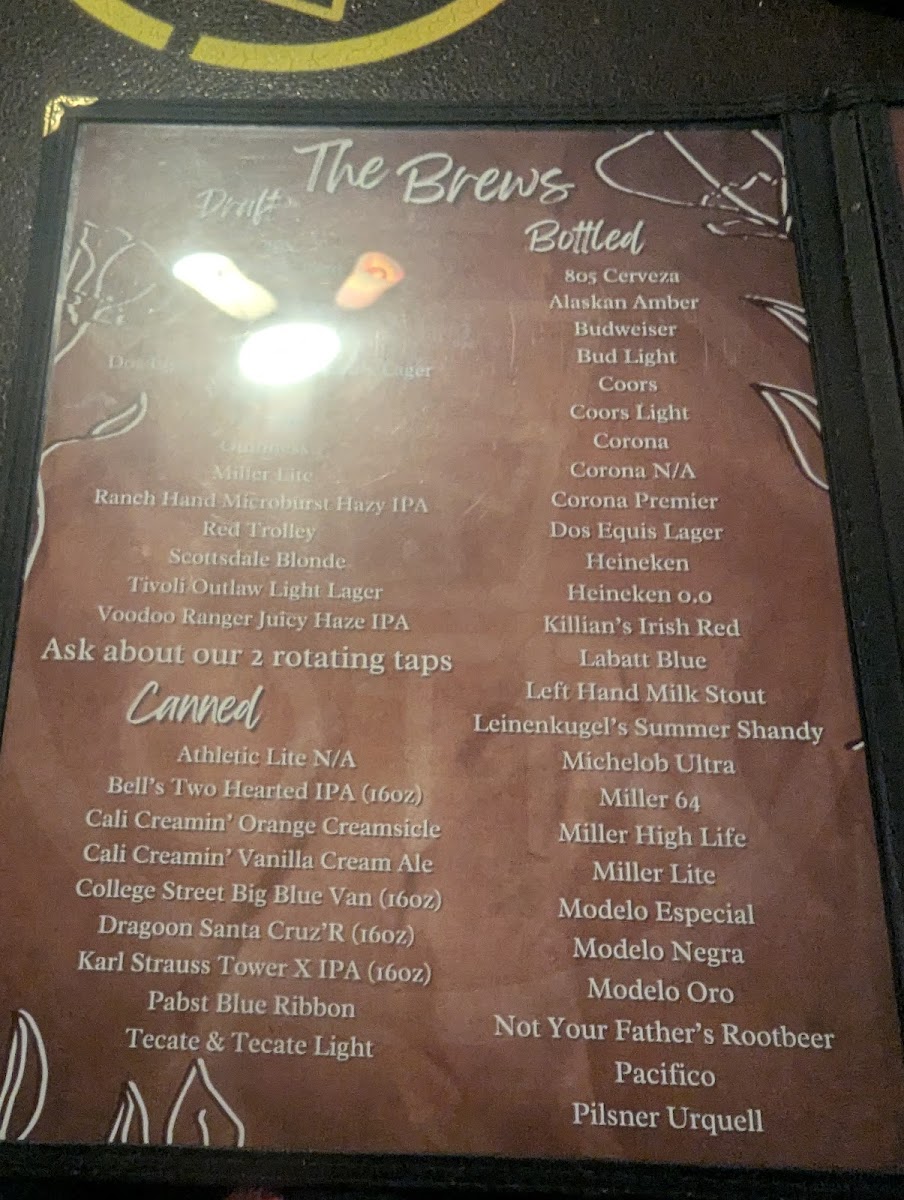 The Brews
Draft
Lager
Guinness
Miller Lite
Ranch Hand Microburst Hazy IPA
Red Trolley
Scottsdale Blonde
Tivoli Outlaw Light Lager
Voodoo Ranger Juicy Haze IPA
Ask about our 2 rotating taps
Canned
Athletic Lite N/A
Bell's Two Hearted IPA (16oz)
Cali Creamin' Orange Creamsicle
Cali Creamin' Vanilla Cream Ale
College Street Big Blue Van (16oz)
Dragoon Santa Cruz'R (16oz)
Karl Strauss Tower X IPA (16oz)
Pabst Blue Ribbon
Tecate & Tecate Light
Bottled
805 Cerveza
Alaskan Amber
Budweiser
Bud Light
Coors
Coors Light
Corona
Corona N/A
Corona Premier
Dos Equis Lager
Heineken
Heineken 0.0
Killian's Irish Red
Labatt Blue
Left Hand Milk Stout
Leinenkugel's Summer Shandy
Michelob Ultra
Miller 64
Miller High Life
Miller Lite
Modelo Especial
Modelo Negra
Modelo Oro
Not Your Father's Rootbeer
Pacifico
Pilsner Urquell